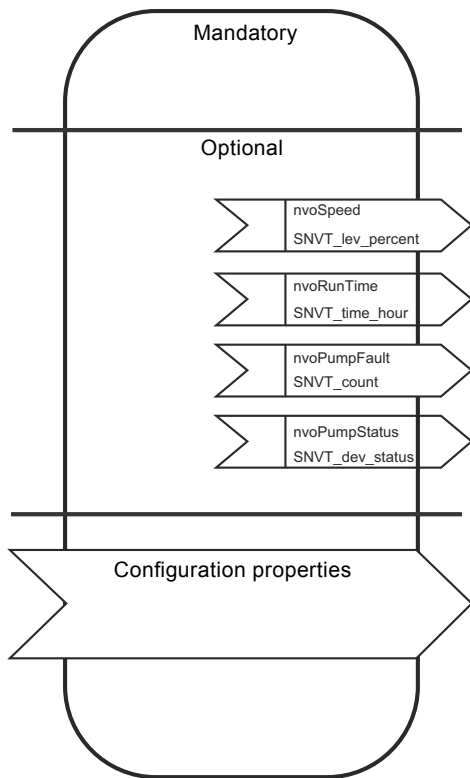 Mandatory
Optional
nvoSpeed
SNVT_lev_percent
nvoRunTime
SNVT_time_hour
nvoPumpFault
SNVT_count
nvoPumpStatus
SNVT_dev_status
Configuration properties